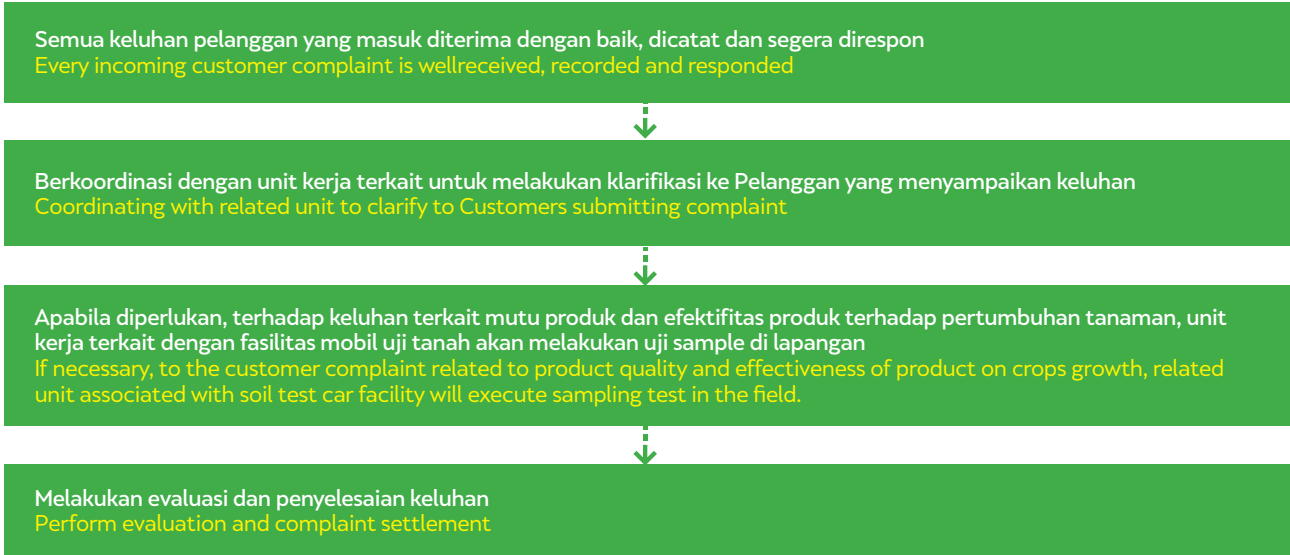 Semua keluhan pelanggan yang masuk diterima dengan baik, dicatat dan segera direspon
Every incoming customer complaint is wellreceived, recorded and responded
Berkoordinasi dengan unit kerja terkait untuk melakukan klarifikasi ke Pelanggan yang menyampaikan keluhan
Coordinating with related unit to clarify to Customers submitting complaint
Apabila diperlukan, terhadap keluhan terkait mutu produk dan efektifitas produk terhadap pertumbuhan tanaman, unit
kerja terkait dengan fasilitas mobil uji tanah akan melakukan uji sample di lapangan
If necessary, to the customer complaint related to product quality and effectiveness of product on crops growth, related
unit associated with soil test car facility will execute sampling test in the field.
Melakukan evaluasi dan penyelesaian keluhan
Perform evaluation and complaint settlement